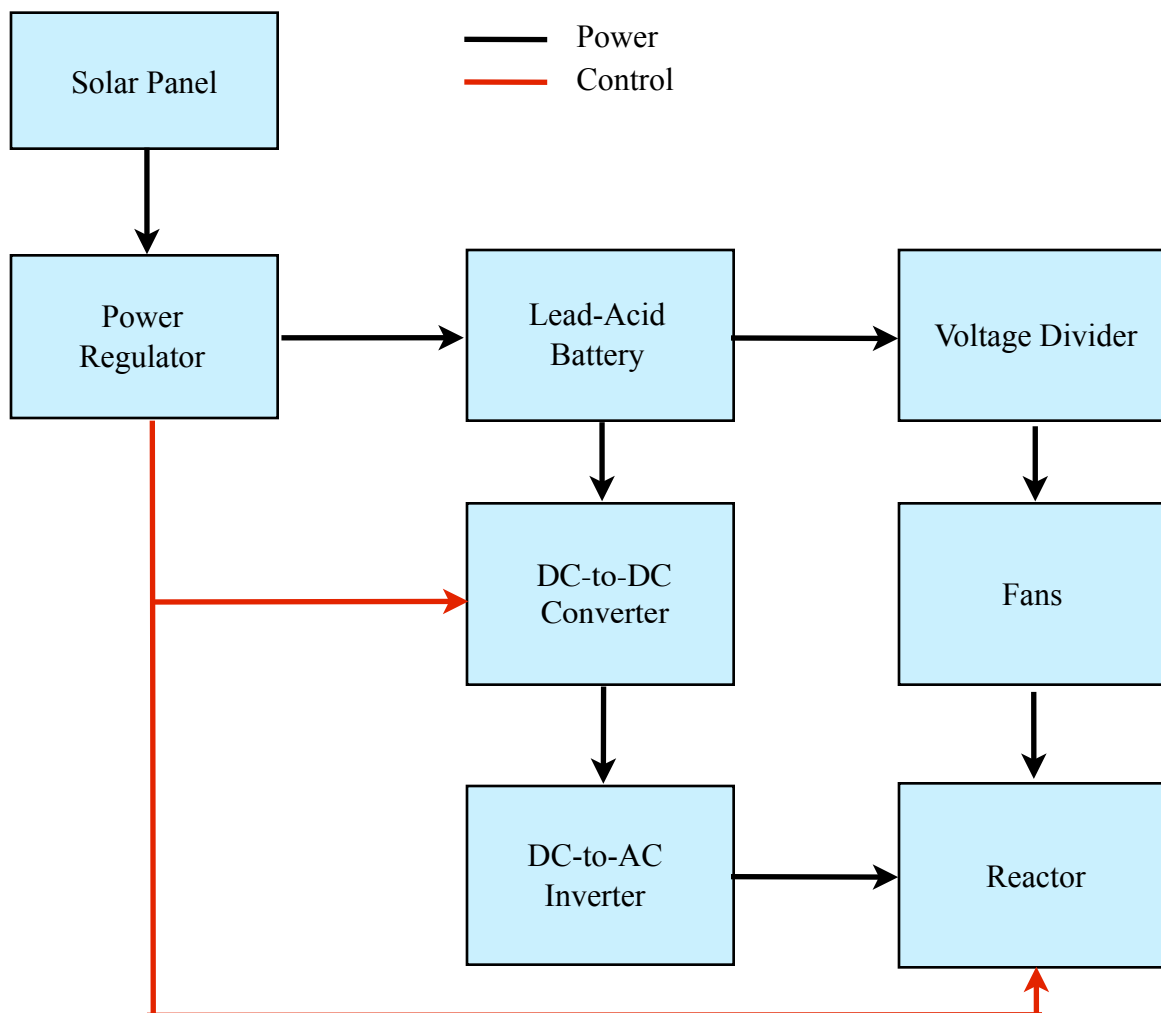 Solar Panel
Power
Control
Power
Regulator
Lead-Acid
Battery
Voltage Divider
DC-to-DC
Converter
Fans
DC-to-AC
Inverter
Reactor